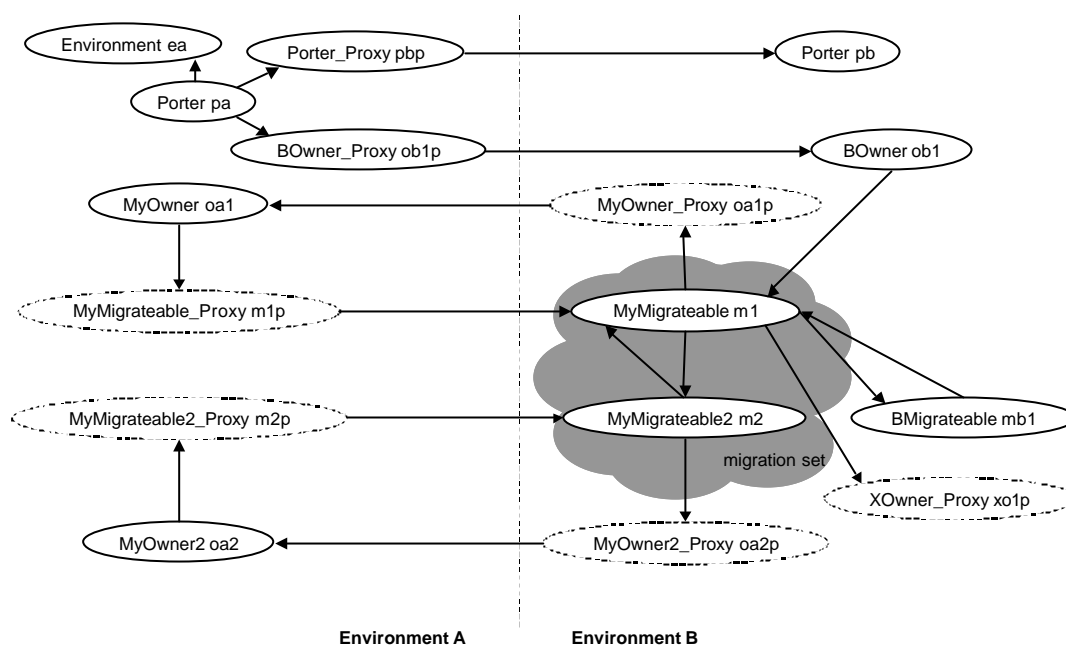 Environment ea
Porter_Proxy pbp
Porter pb
Porter pa
BOwner_Proxy ob1p
BOwner ob1
MyOwner oa1
MyOwner_Proxy oa1p
MyMigrateable_Proxy m1p
MyMigrateable m1
MyMigrateable2_Proxy m2p
MyMigrateable2 m2
BMigrateable mb1
migration set
XOwner_Proxy xo1p
MyOwner2 oa2
MyOwner2_Proxy oa2p
Environment A
Environment B